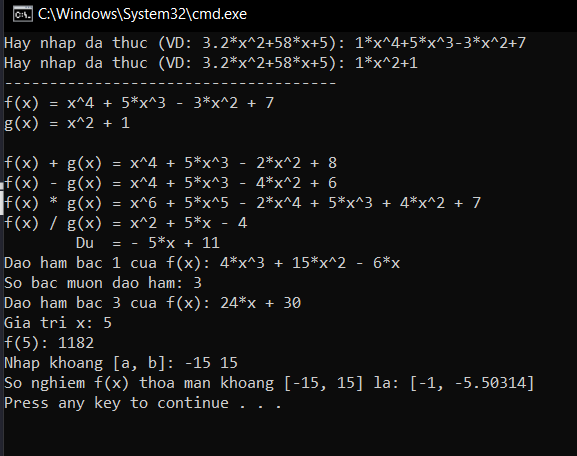 C:\Windows\System32\cmd.exe
Hay nhap da thuc (VD: 3.2*x^2+58*x+5): 1*x^4+5*x^3-3*x^2+7
Hay nhap da thuc (VD: 3.2*x^2+58*x+5): 1*x^2+1
-----------------------------------
f(x) = x^4 + 5*x^3 - 3*x^2 + 7
g(x) = x^2 + 1
f(x) + g(x) = x^4 + 5*x^3 - 2*x^2 + 8
f(x) - g(x) = x^4 + 5*x^3 - 4*x^2 + 6
f(x) * g(x) = x^6 + 5*x^5 - 2*x^4 + 5*x^3 + 4*x^2 + 7
f(x) / g(x) = x^2 + 5*x - 4
Du = - 5*x + 11
Dao ham bac 1 cua f(x): 4*x^3 + 15*x^2 - 6*x
So bac muon dao ham: 3
Dao ham bac 3 cua f(x): 24*x + 30
Gia tri x: 5
f(5): 1182
Nhap khoang [a, b]: -15 15
So nghiem f(x) thoa man khoang [-15, 15] la: [-1, -5.50314]
Press any key to continue . . .